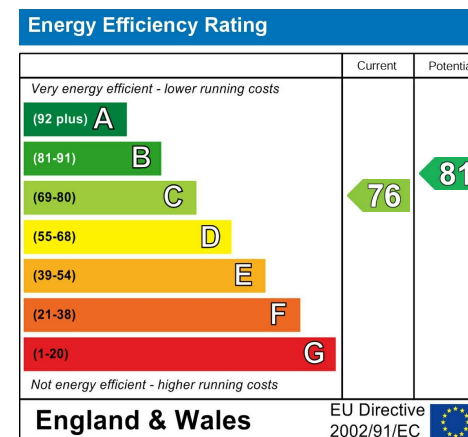 Energy Efficiency Rating
Current
Very energy efficient - lower running costs
(92 plus) A
(81-91) B
(69-80) C
(55-68) D
(39-54) E
(21-38) F
(1-20) G
76
81
Not energy efficient - higher running costs
England & Wales
EU Directive
2002/91/EC